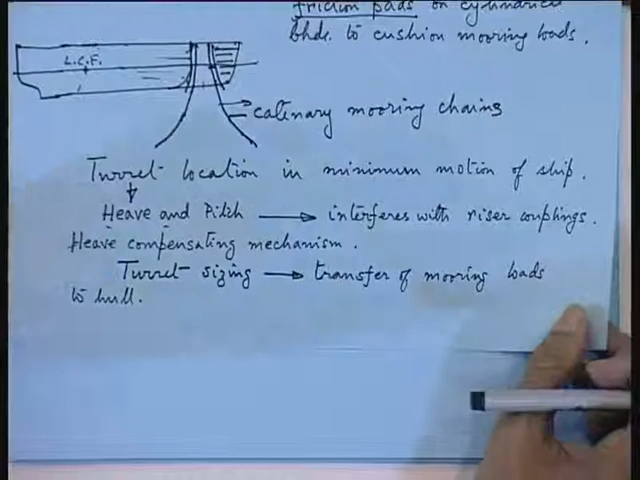 friction pads on cylindrical
bhds. to cushion mooring loads.
L.C.F.
catenary mooring chains
Turret location in minimum motion of ship.
Heave and Pitch → interferes with riser couplings.
Heave compensating mechanism.
Turret sizing → transfer of mooring loads
to hull.